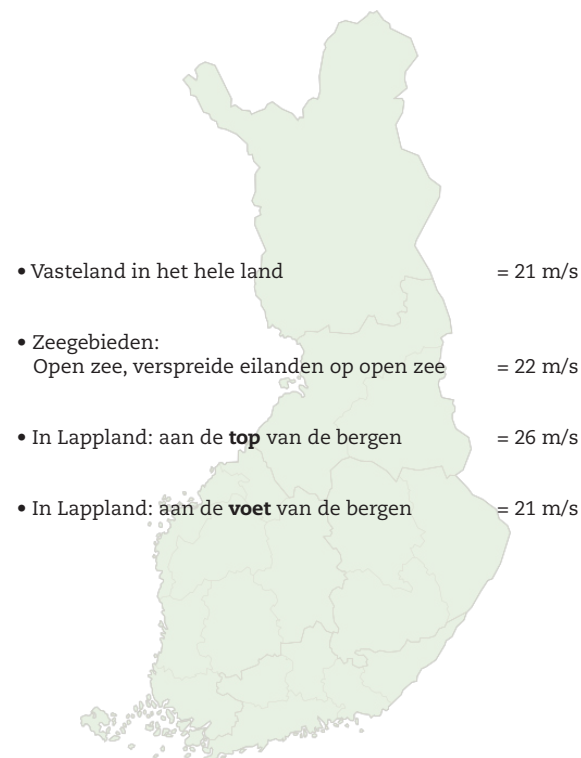 • Vasteland in het hele land = 21 m/s
• Zeegebieden:
Open zee, verspreide eilanden op open zee = 22 m/s
• In Lappland: aan de top van de bergen = 26 m/s
• In Lappland: aan de voet van de bergen = 21 m/s